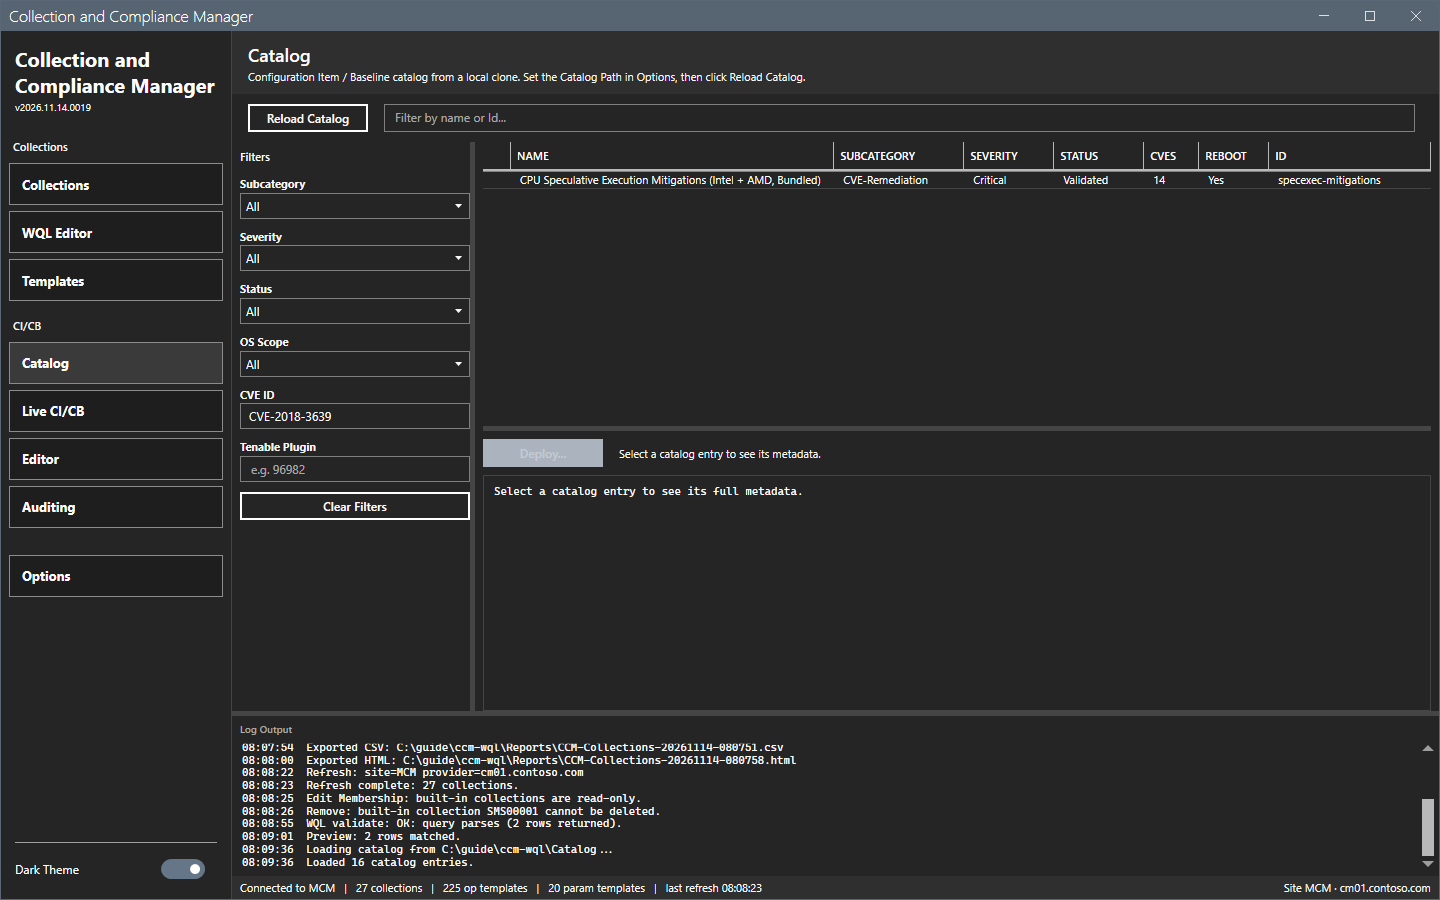 Collection and Compliance Manager
Collection and
Compliance Manager
v2026.11.14.0019
Collections
Collections
WQL Editor
Templates
CI/CB
Catalog
Live CI/CB
Editor
Auditing
Options
Dark Theme
Catalog
Configuration Item / Baseline catalog from a local clone. Set the Catalog Path in Options, then click Reload Catalog.
Reload Catalog
Filter by name or Id...
Filters
Subcategory
All
Severity
All
Status
All
OS Scope
All
CVE ID
CVE-2018-3639
Tenable Plugin
e.g. 96982
Clear Filters
NAME SUBCATEGORY SEVERITY STATUS CVES REBOOT ID
CPU Speculative Execution Mitigations (Intel + AMD, Bundled) CVE-Remediation Critical Validated 14 Yes specexec-mitigations
Deploy... Select a catalog entry to see its metadata.
Select a catalog entry to see its full metadata.
Log Output
08:07:54 Exported CSV: C:\guide\ccm-wql\Reports\CCM-Collections-20261114-080751.csv
08:08:00 Exported HTML: C:\guide\ccm-wql\Reports\CCM-Collections-20261114-080758.html
08:08:22 Refresh: site=MCM provider=cm01.contoso.com
08:08:23 Refresh complete: 27 collections.
08:08:25 Edit Membership: built-in collections are read-only.
08:08:26 Remove: built-in collection SMS00001 cannot be deleted.
08:08:55 WQL validate: OK: query parses (2 rows returned).
08:09:01 Preview: 2 rows matched.
08:09:36 Loading catalog from C:\guide\ccm-wql\Catalog...
08:09:36 Loaded 16 catalog entries.
Connected to MCM | 27 collections | 225 op templates | 20 param templates | last refresh 08:08:23
Site MCM · cm01.contoso.com